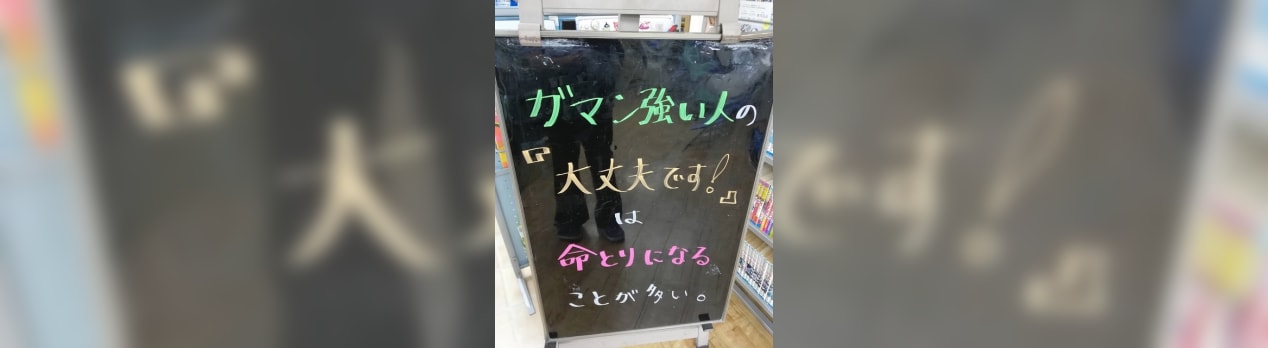 ガマン強い人の
『大丈夫です!』
は
命とりになる
ことが多い。